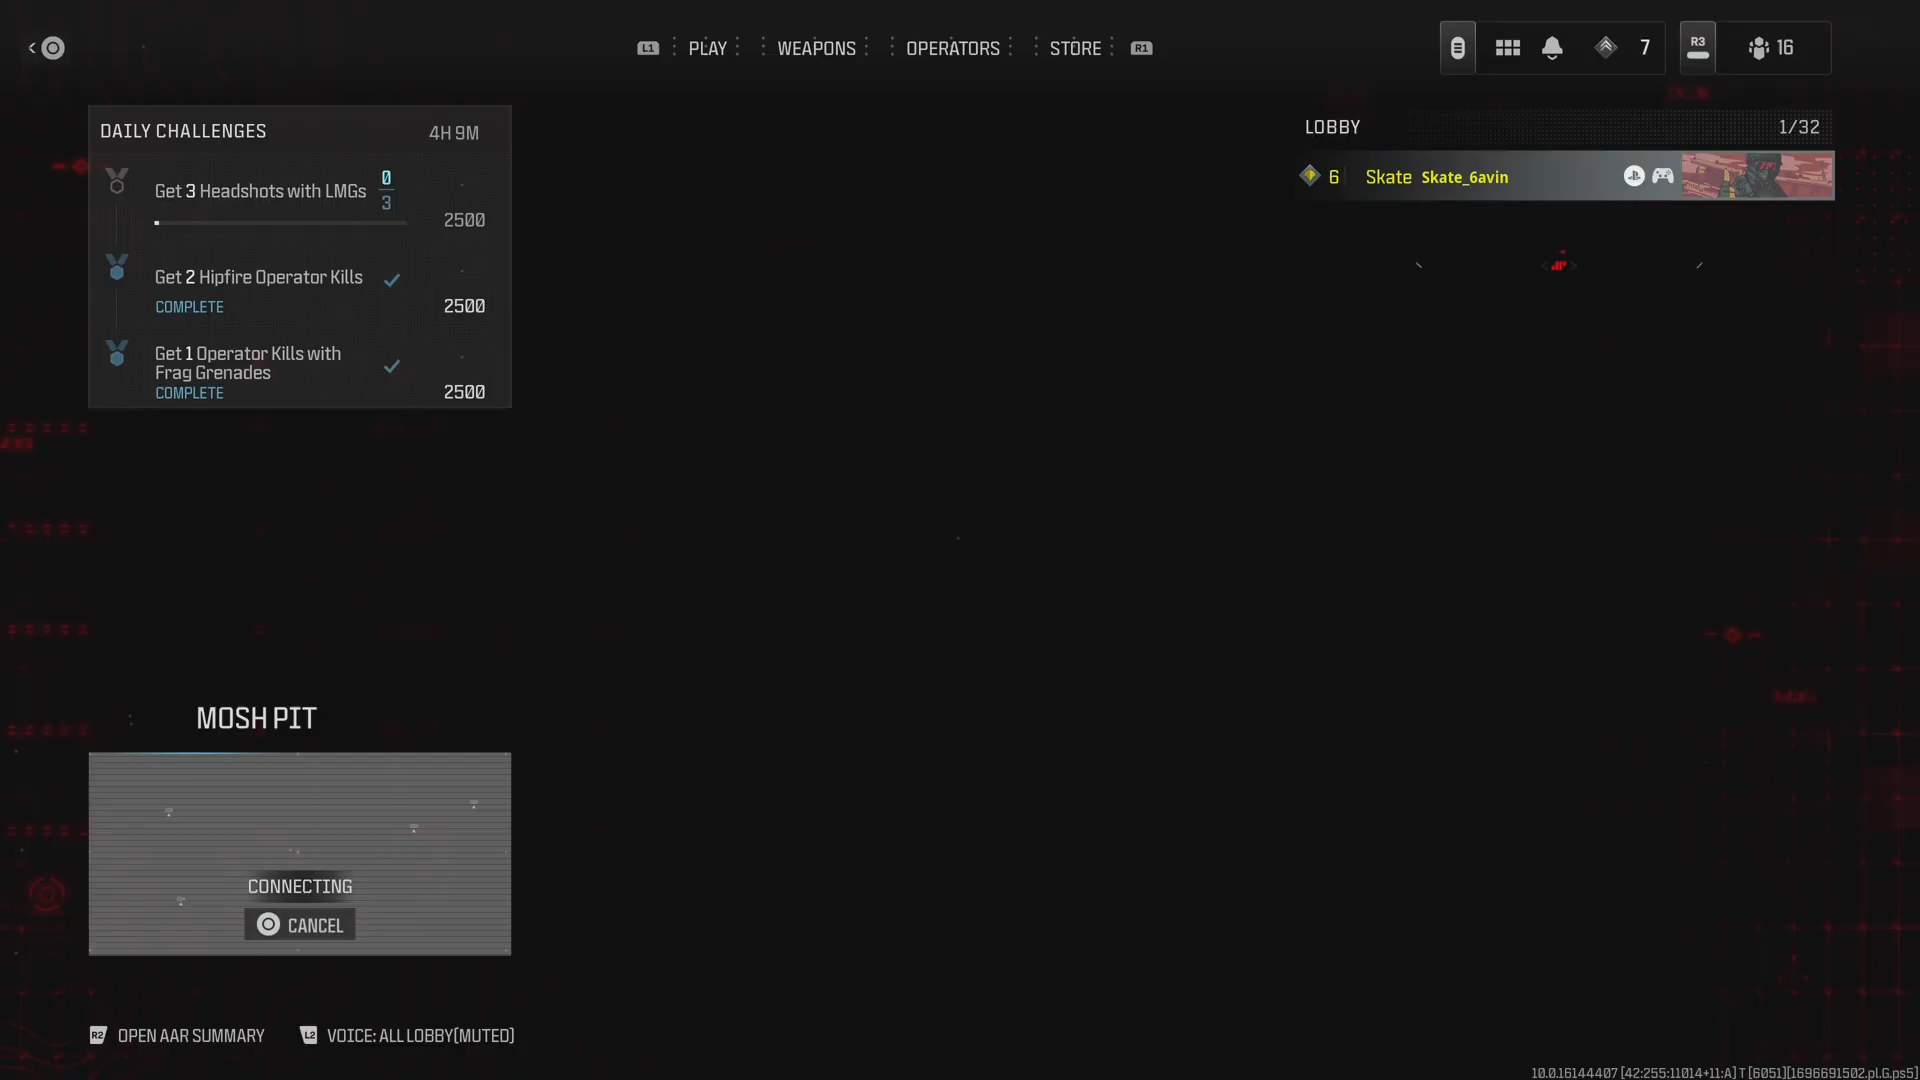 L1 PLAY WEAPONS OPERATORS STORE R1
7 R3 16
DAILY CHALLENGES 4H 9M
Get 3 Headshots with LMGs 0
3
2500
Get 2 Hipfire Operator Kills
COMPLETE 2500
Get 1 Operator Kills with
Frag Grenades
COMPLETE 2500
LOBBY 1/32
6 Skate Skate_6avin
MOSH PIT
CONNECTING
CANCEL
R2 OPEN AAR SUMMARY L2 VOICE: ALL LOBBY(MUTED)
10.0.16144407 [42:255:11014+11:A] T [6051][1696691502.pl.G.ps5]